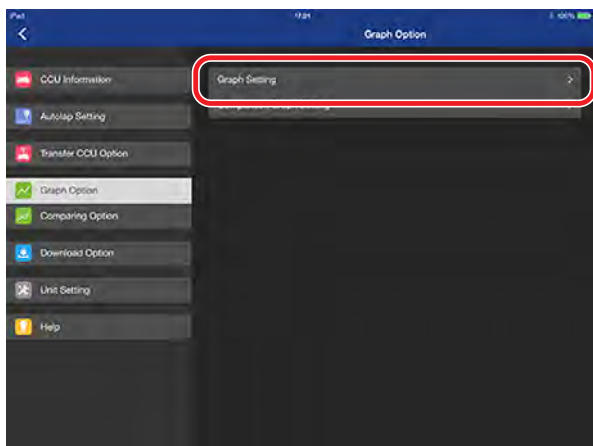 iPad 17:01 100%
Graph Option
CCU Information
Graph Setting
Autolap Setting
Transfer CCU Option
Graph Option
Comparing Option
Download Option
Unit Setting
Help